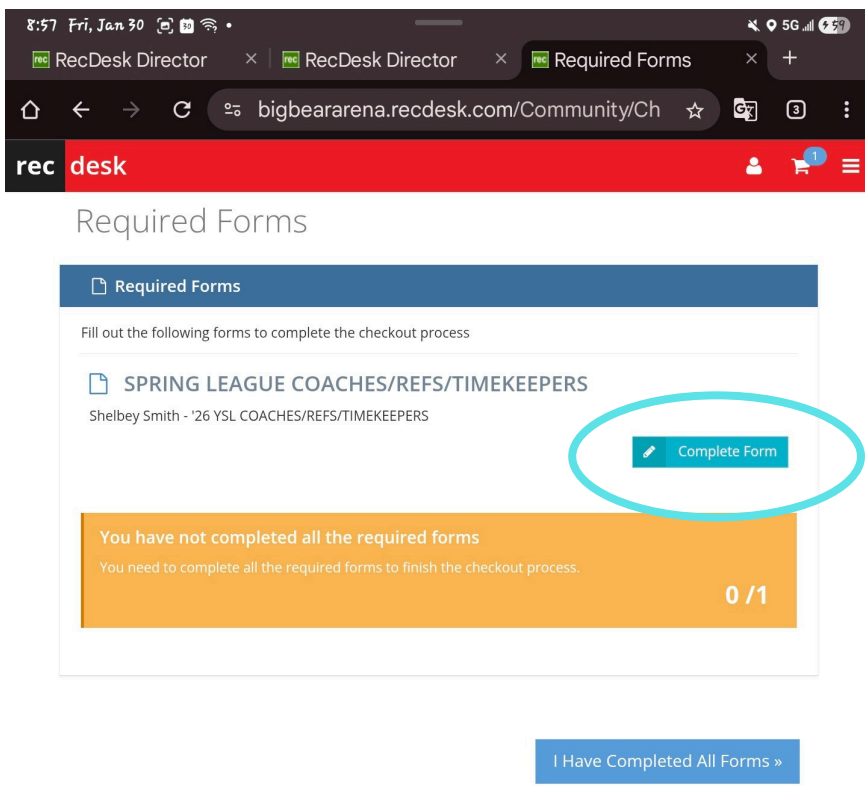 8:57 Fri, Jan 30 30 5G 59
rec RecDesk Director × rec RecDesk Director × rec Required Forms × +
bigbeararena.recdesk.com/Community/Ch 3
rec desk 1
Required Forms
Required Forms
Fill out the following forms to complete the checkout process
SPRING LEAGUE COACHES/REFS/TIMEKEEPERS
Shelbey Smith - '26 YSL COACHES/REFS/TIMEKEEPERS
Complete Form
You have not completed all the required forms
You need to complete all the required forms to finish the checkout process.
0 /1
I Have Completed All Forms »